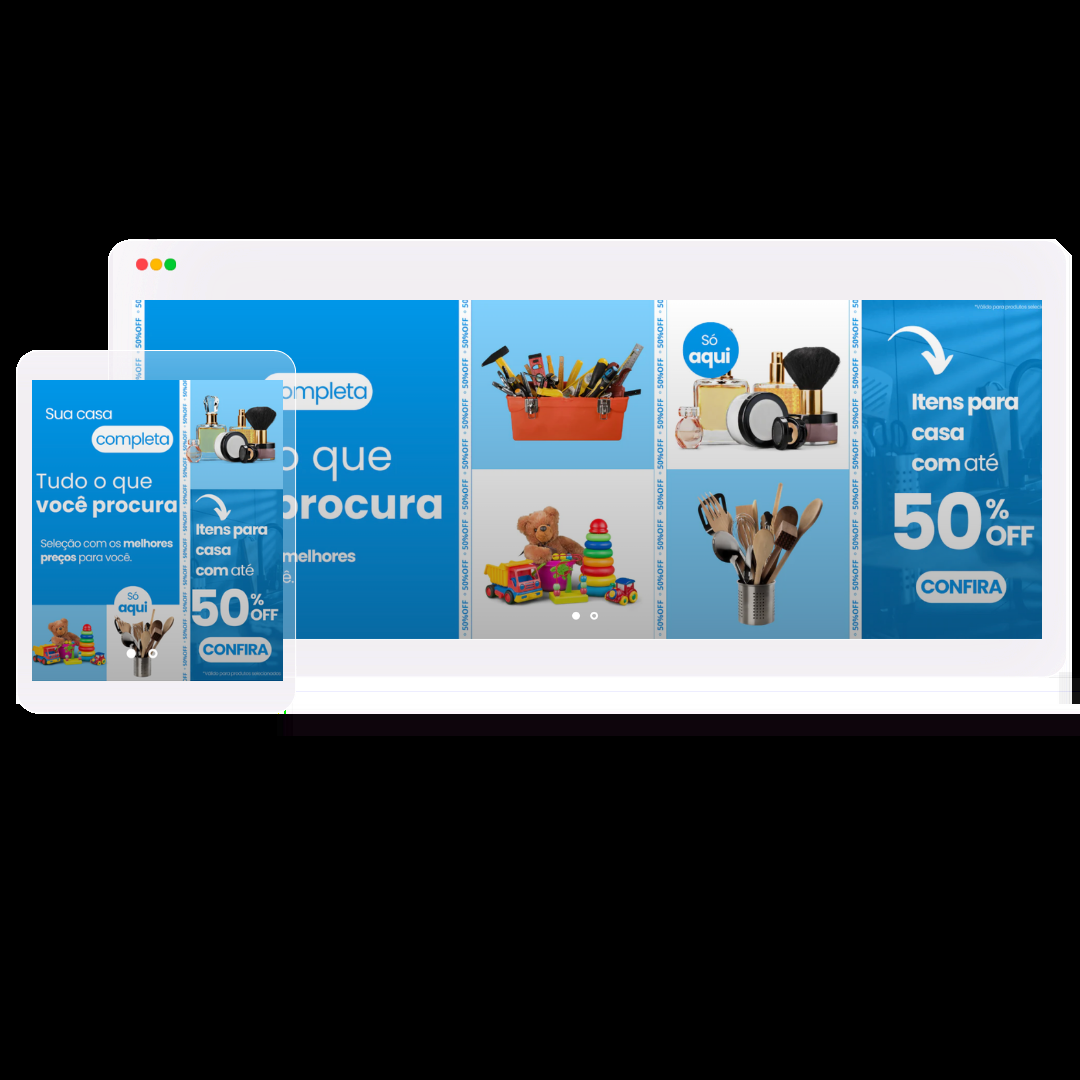 50%OFF
50%OFF
50%OFF
50%OFF
ompleta
o que
procura
melhores
ê.
Só
aqui
*Válido para produtos selec
Itens para
casa
com até
50%
OFF
CONFIRA
Sua casa
completa
Tudo o que
você procura
Seleção com os melhores
preços para você.
Só
aqui
50%OFF
Itens para
casa
com até
50%
OFF
CONFIRA
*Válido para produtos selecionados